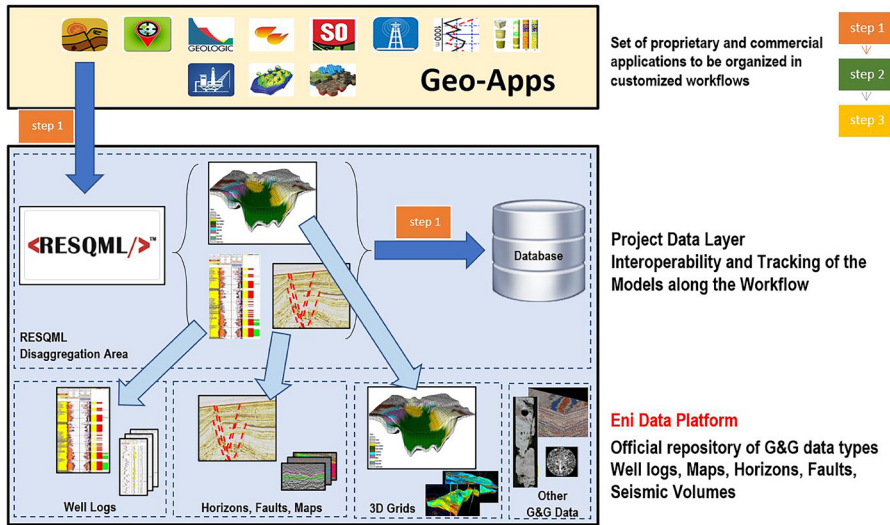 GEOLOGIC
SO
1000 m
Geo-Apps
Set of proprietary and commercial
applications to be organized in
customized workflows
step 1
step 2
step 3
step 1
<RESQML/>™
step 1
Database
Project Data Layer
Interoperability and Tracking of the
Models along the Workflow
RESQML
Disaggregation Area
Well Logs
Horizons, Faults, Maps
3D Grids
Other
G&G Data
Eni Data Platform
Official repository of G&G data types
Well logs, Maps, Horizons, Faults,
Seismic Volumes